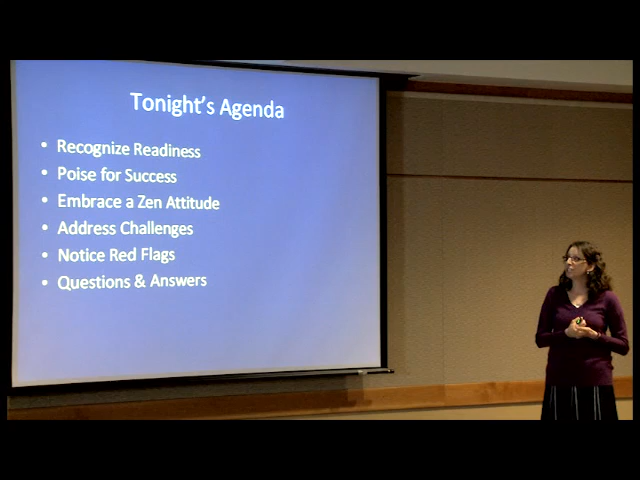 Tonight's Agenda
• Recognize Readiness
• Poise for Success
• Embrace a Zen Attitude
• Address Challenges
• Notice Red Flags
• Questions & Answers